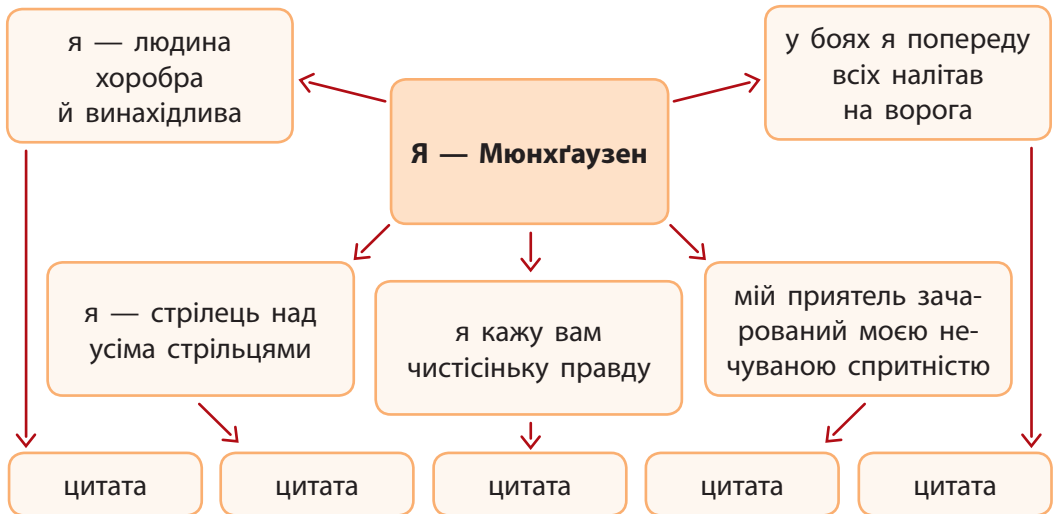 я — людина
хоробра
й винахідлива
Я — Мюнхґаузен
у боях я попереду
всіх налітав
на ворога
я — стрілець над
усіма стрільцями
я кажу вам
чистісіньку правду
мій приятель зача-
рований моєю не-
чуваною спритністю
цитата
цитата
цитата
цитата
цитата